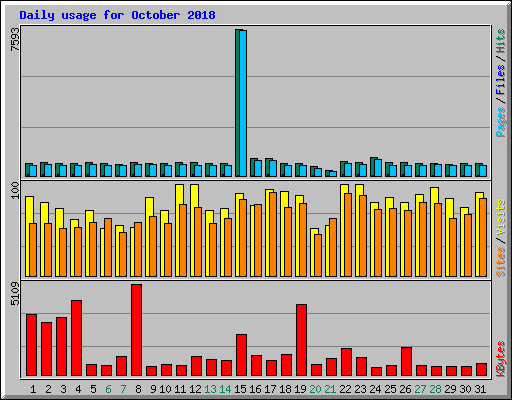 Daily usage for October 2018
7593
Pages / Files / Hits
100
Sites / Visits
5109
KBytes
1 2 3 4 5 6 7 8 9 10 11 12 13 14 15 16 17 18 19 20 21 22 23 24 25 26 27 28 29 30 31